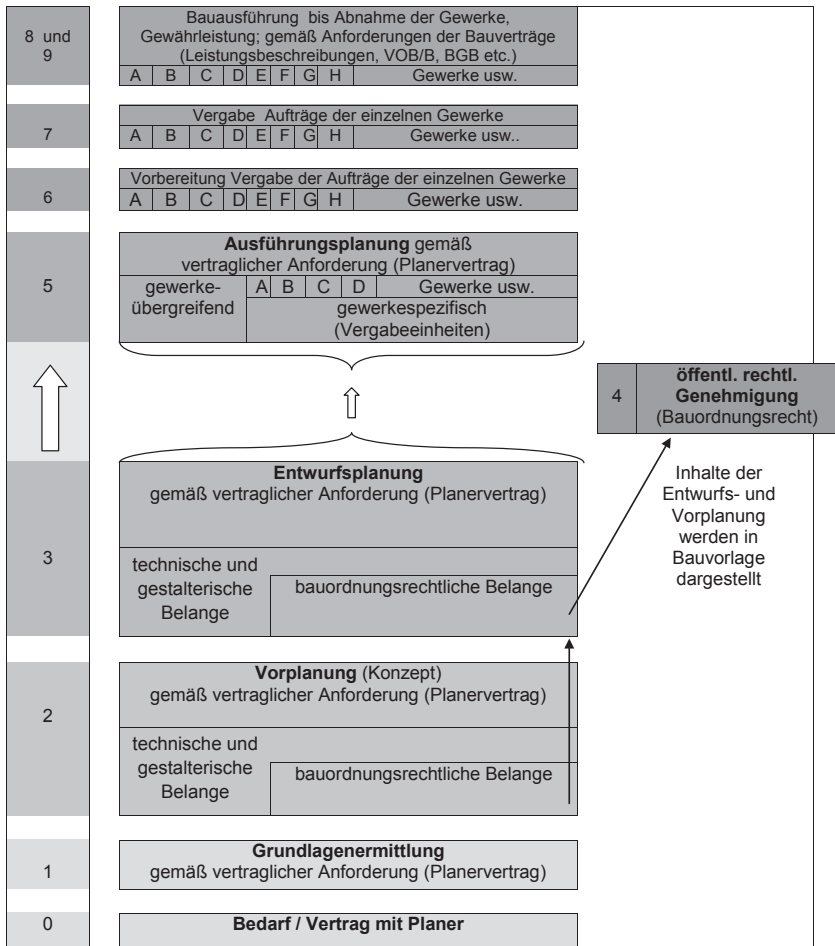 8 und
9
Bauausführung bis Abnahme der Gewerke,
Gewährleistung; gemäß Anforderungen der Bauverträge
(Leistungsbeschreibungen, VOB/B, BGB etc.)
A B C D E F G H Gewerke usw.
7
Vergabe Aufträge der einzelnen Gewerke
A B C D E F G H Gewerke usw..
6
Vorbereitung Vergabe der Aufträge der einzelnen Gewerke
A B C D E F G H Gewerke usw.
5
Ausführungsplanung gemäß
vertraglicher Anforderung (Planervertrag)
gewerke-
übergreifend
A B C D Gewerke usw.
gewerkespezifisch
(Vergabeeinheiten)
4
öffentl. rechtl.
Genehmigung
(Bauordnungsrecht)
Inhalte der
Entwurfs- und
Vorplanung
werden in
Bauvorlage
dargestellt
3
Entwurfsplanung
gemäß vertraglicher Anforderung (Planervertrag)
technische und
gestalterische
Belange
bauordnungsrechtliche Belange
2
Vorplanung (Konzept)
gemäß vertraglicher Anforderung (Planervertrag)
technische und
gestalterische
Belange
bauordnungsrechtliche Belange
1
Grundlagenermittlung
gemäß vertraglicher Anforderung (Planervertrag)
0
Bedarf / Vertrag mit Planer